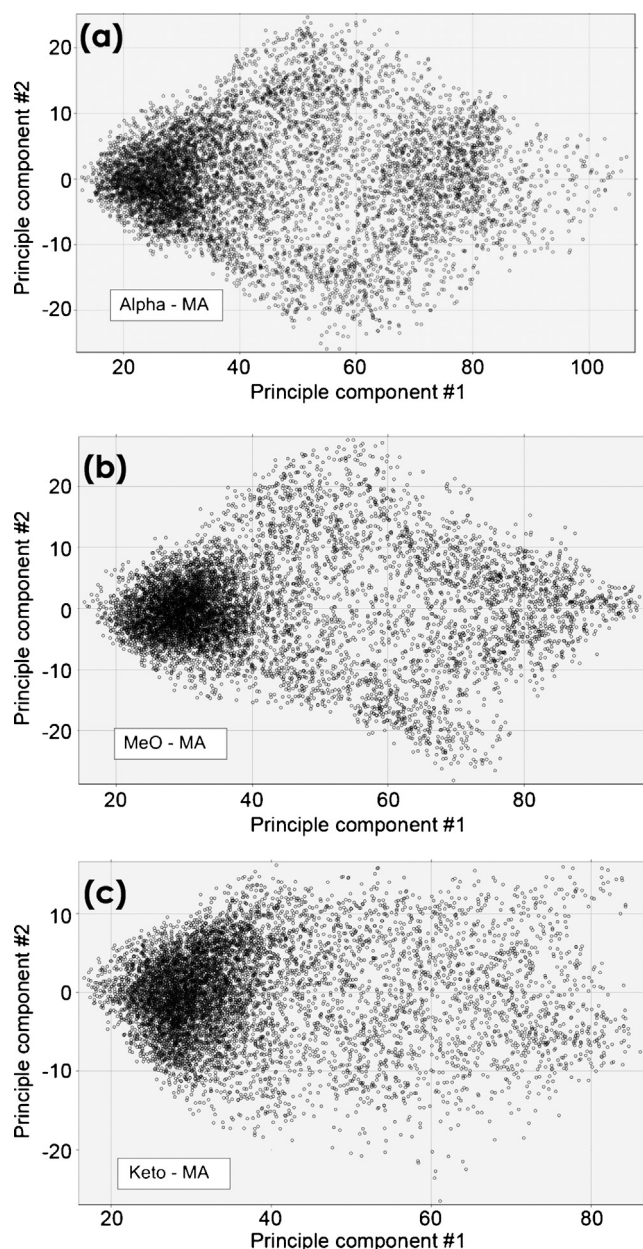 (a)
Principle component #2
20
10
0
-10
-20
Alpha - MA
20 40 60 80 100
Principle component #1
(b)
Principle component #2
20
10
0
-10
-20
MeO - MA
20 40 60 80
Principle component #1
(c)
Principle component #2
10
0
-10
-20
Keto - MA
20 40 60 80
Principle component #1